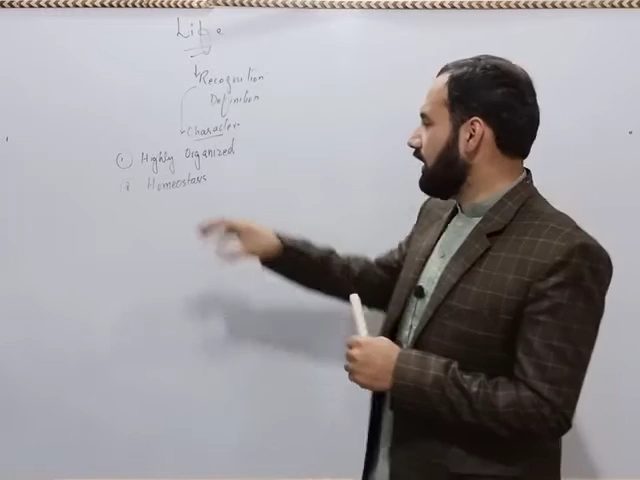 Life
Recognition
Definition
Character
① Highly Organized
② Homeostasis